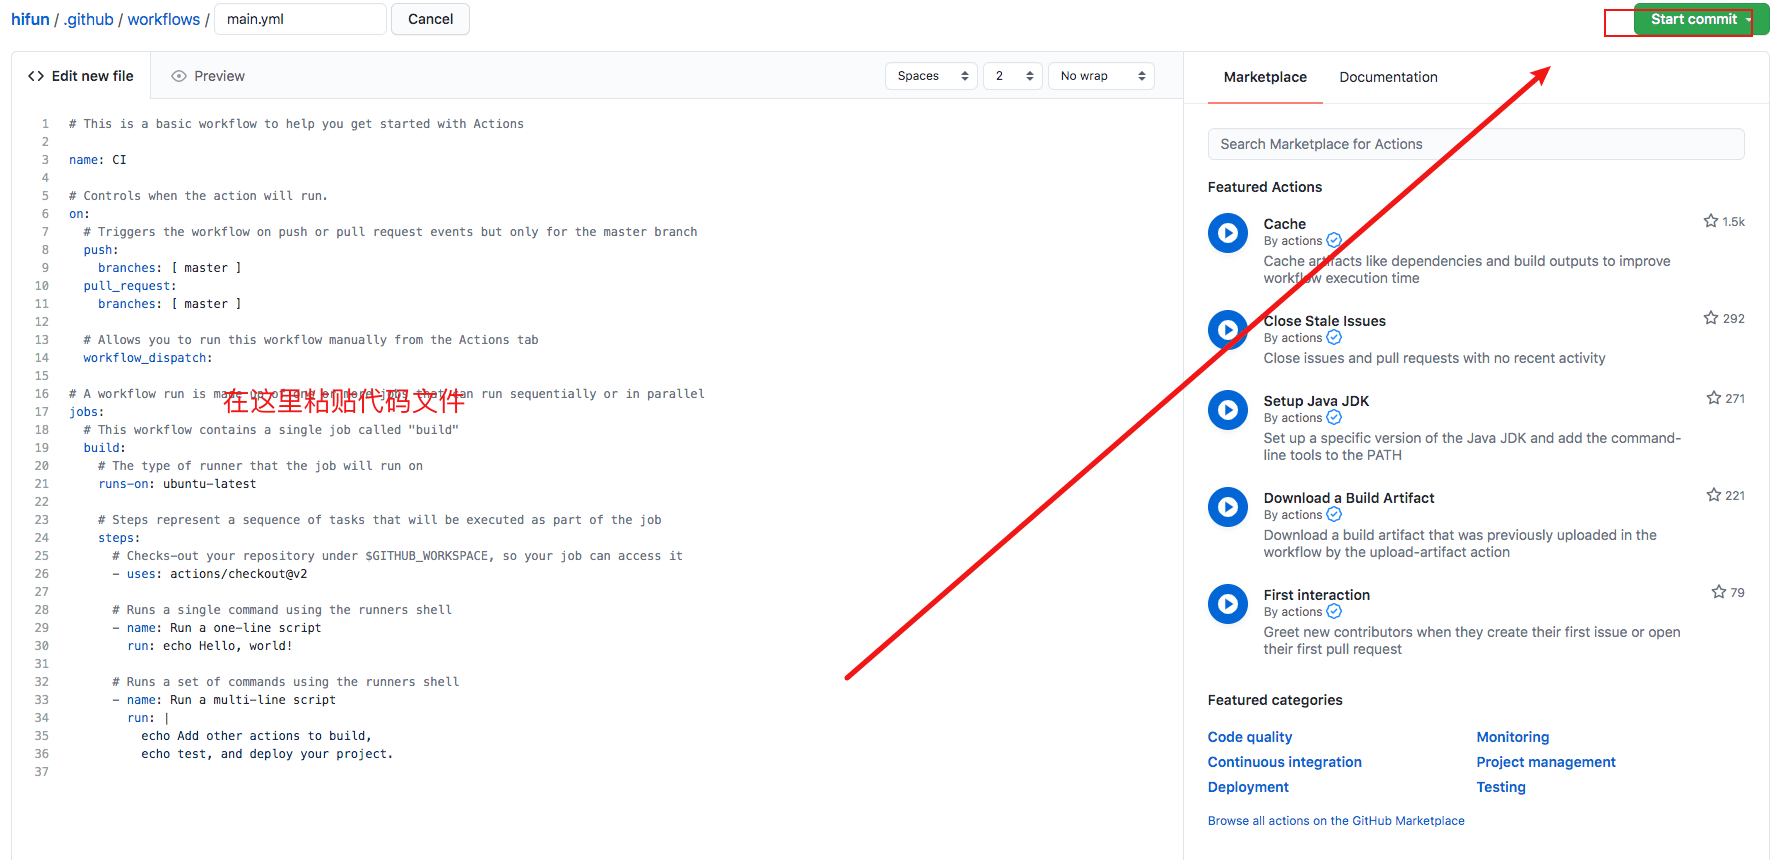 hifun / .github / workflows / main.yml Cancel
Start commit
Edit new file Preview
Spaces 2 No wrap
1 # This is a basic workflow to help you get started with Actions
2
3 name: CI
4
5 # Controls when the action will run.
6 on:
7 # Triggers the workflow on push or pull request events but only for the master branch
8 push:
9 branches: [ master ]
10 pull_request:
11 branches: [ master ]
12
13 # Allows you to run this workflow manually from the Actions tab
14 workflow_dispatch:
15
16 # A workflow run is made up of one or more jobs that can run sequentially or in parallel
在这里粘贴代码文件
17 jobs:
18 # This workflow contains a single job called "build"
19 build:
20 # The type of runner that the job will run on
21 runs-on: ubuntu-latest
22
23 # Steps represent a sequence of tasks that will be executed as part of the job
24 steps:
25 # Checks-out your repository under $GITHUB_WORKSPACE, so your job can access it
26 - uses: actions/checkout@v2
27
28 # Runs a single command using the runners shell
29 - name: Run a one-line script
30 run: echo Hello, world!
31
32 # Runs a set of commands using the runners shell
33 - name: Run a multi-line script
34 run: |
35 echo Add other actions to build,
36 echo test, and deploy your project.
37
Marketplace Documentation
Search Marketplace for Actions
Featured Actions
Cache 1.5k
By actions
Cache artifacts like dependencies and build outputs to improve
workflow execution time
Close Stale Issues 292
By actions
Close issues and pull requests with no recent activity
Setup Java JDK 271
By actions
Set up a specific version of the Java JDK and add the command-
line tools to the PATH
Download a Build Artifact 221
By actions
Download a build artifact that was previously uploaded in the
workflow by the upload-artifact action
First interaction 79
By actions
Greet new contributors when they create their first issue or open
their first pull request
Featured categories
Code quality Monitoring
Continuous integration Project management
Deployment Testing
Browse all actions on the GitHub Marketplace